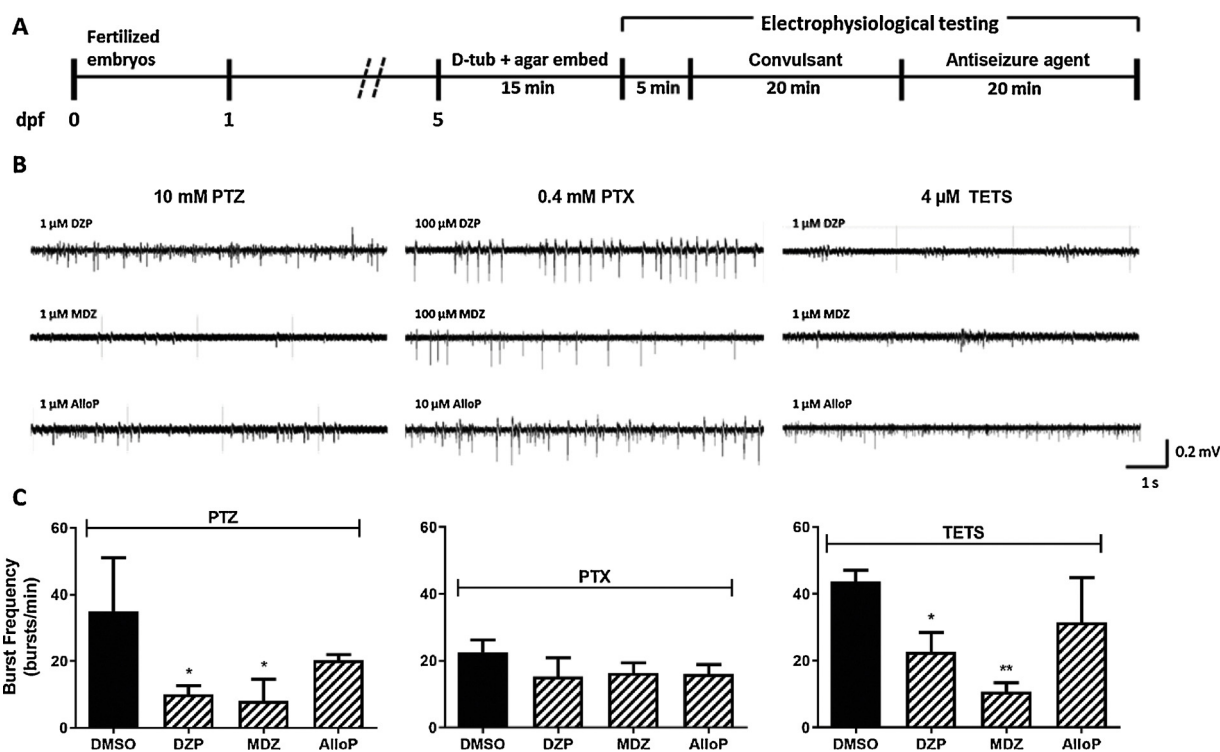 A
Electrophysiological testing
Fertilized
embryos
D-tub + agar embed
Convulsant
Antiseizure agent
15 min
5 min
20 min
20 min
dpf
0
1
5
B
10 mM PTZ
0.4 mM PTX
4 µM TETS
1 µM DZP
100 µM DZP
1 µM DZP
1 µM MDZ
100 µM MDZ
1 µM MDZ
1 µM AlloP
10 µM AlloP
1 µM AlloP
0.2 mV
1 s
C
Burst Frequency
(bursts/min)
60
40
20
0
PTZ
*
*
DMSO
DZP
MDZ
AlloP
60
40
20
0
PTX
DMSO
DZP
MDZ
AlloP
60
40
20
0
TETS
*
**
DMSO
DZP
MDZ
AlloP